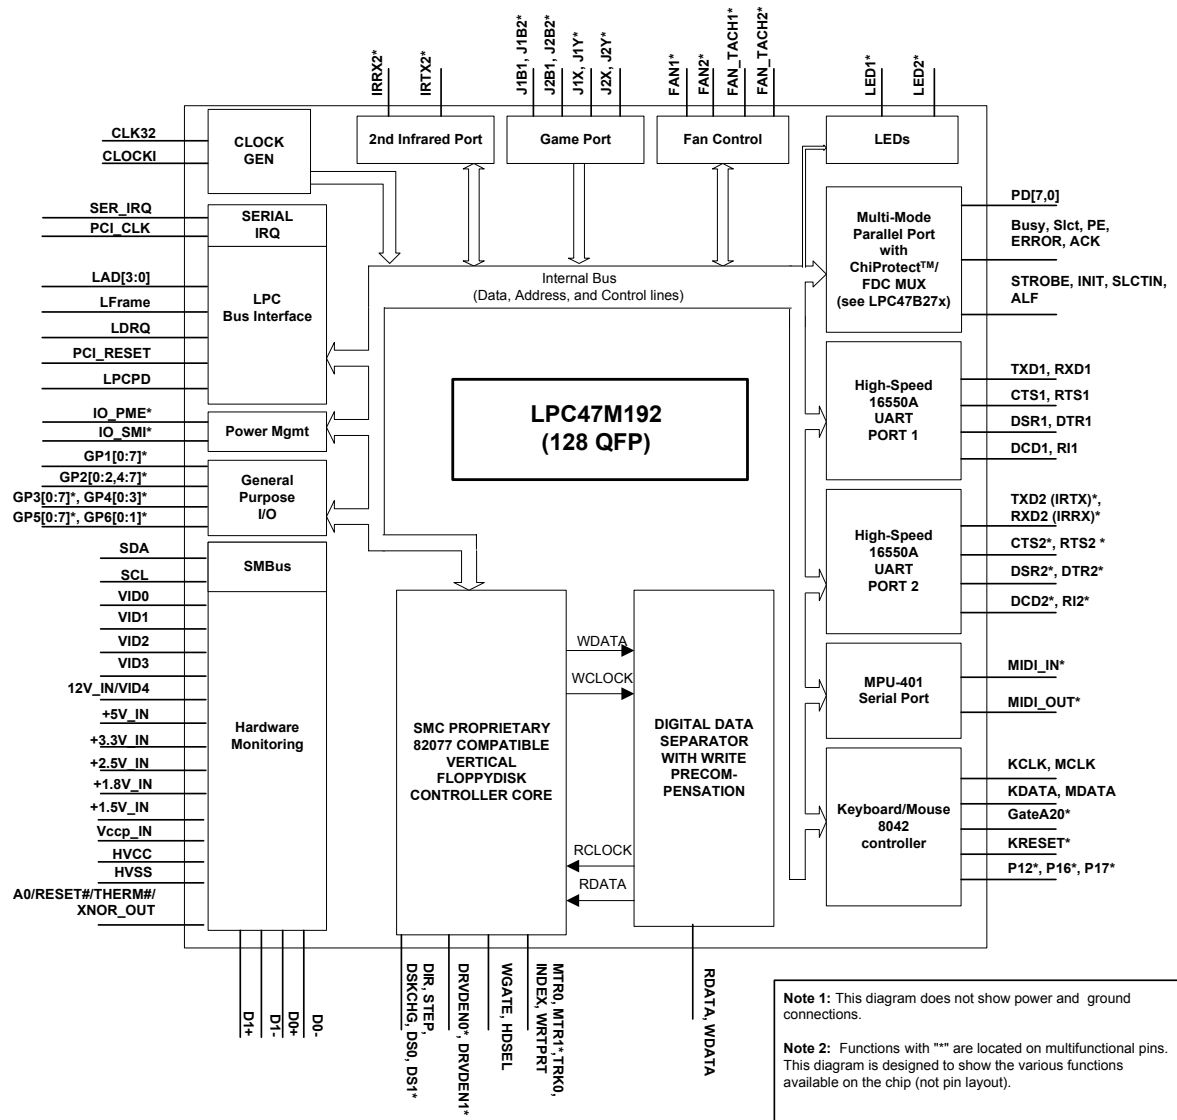 IRRX2*
IRTX2*
J1B1, J1B2*
J2B1, J2B2*
J1X, J1Y*
J2X, J2Y*
FAN1*
FAN2*
FAN_TACH1*
FAN_TACH2*
LED1*
LED2*
CLK32
CLOCKI
CLOCK
GEN
2nd Infrared Port
Game Port
Fan Control
LEDs
SER_IRQ
PCI_CLK
SERIAL
IRQ
LAD[3:0]
LFrame
LDRQ
PCI_RESET
LPCPD
LPC
Bus Interface
Internal Bus
(Data, Address, and Control lines)
Multi-Mode
Parallel Port
with
ChiProtect™/
FDC MUX
(see LPC47B27x)
PD[7,0]
Busy, Slct, PE,
ERROR, ACK
STROBE, INIT, SLCTIN,
ALF
LPC47M192
(128 QFP)
High-Speed
16550A
UART
PORT 1
TXD1, RXD1
CTS1, RTS1
DSR1, DTR1
DCD1, RI1
IO_PME*
IO_SMI*
Power Mgmt
GP1[0:7]*
GP2[0:2,4:7]*
GP3[0:7]*, GP4[0:3]*
GP5[0:7]*, GP6[0:1]*
General
Purpose
I/O
High-Speed
16550A
UART
PORT 2
TXD2 (IRTX)*,
RXD2 (IRRX)*
CTS2*, RTS2 *
DSR2*, DTR2*
DCD2*, RI2*
SDA
SCL
SMBus
VID0
VID1
VID2
VID3
12V_IN/VID4
+5V_IN
+3.3V_IN
+2.5V_IN
+1.8V_IN
+1.5V_IN
Vccp_IN
HVCC
HVSS
A0/RESET#/THERM#/
XNOR_OUT
Hardware
Monitoring
SMC PROPRIETARY
82077 COMPATIBLE
VERTICAL
FLOPPYDISK
CONTROLLER CORE
WDATA
WCLOCK
RCLOCK
RDATA
DIGITAL DATA
SEPARATOR
WITH WRITE
PRECOM-
PENSATION
MPU-401
Serial Port
MIDI_IN*
MIDI_OUT*
Keyboard/Mouse
8042
controller
KCLK, MCLK
KDATA, MDATA
GateA20*
KRESET*
P12*, P16*, P17*
D1+
D1-
D0+
D0-
DIR, STEP,
DSKCHG, DS0, DS1*
DRVDEN0*, DRVDEN1*
WGATE, HDSEL
MTR0, MTR1*,TRK0,
INDEX, WRTPRT
RDATA, WDATA
Note 1: This diagram does not show power and ground
connections.
Note 2: Functions with "*" are located on multifunctional pins.
This diagram is designed to show the various functions
available on the chip (not pin layout).